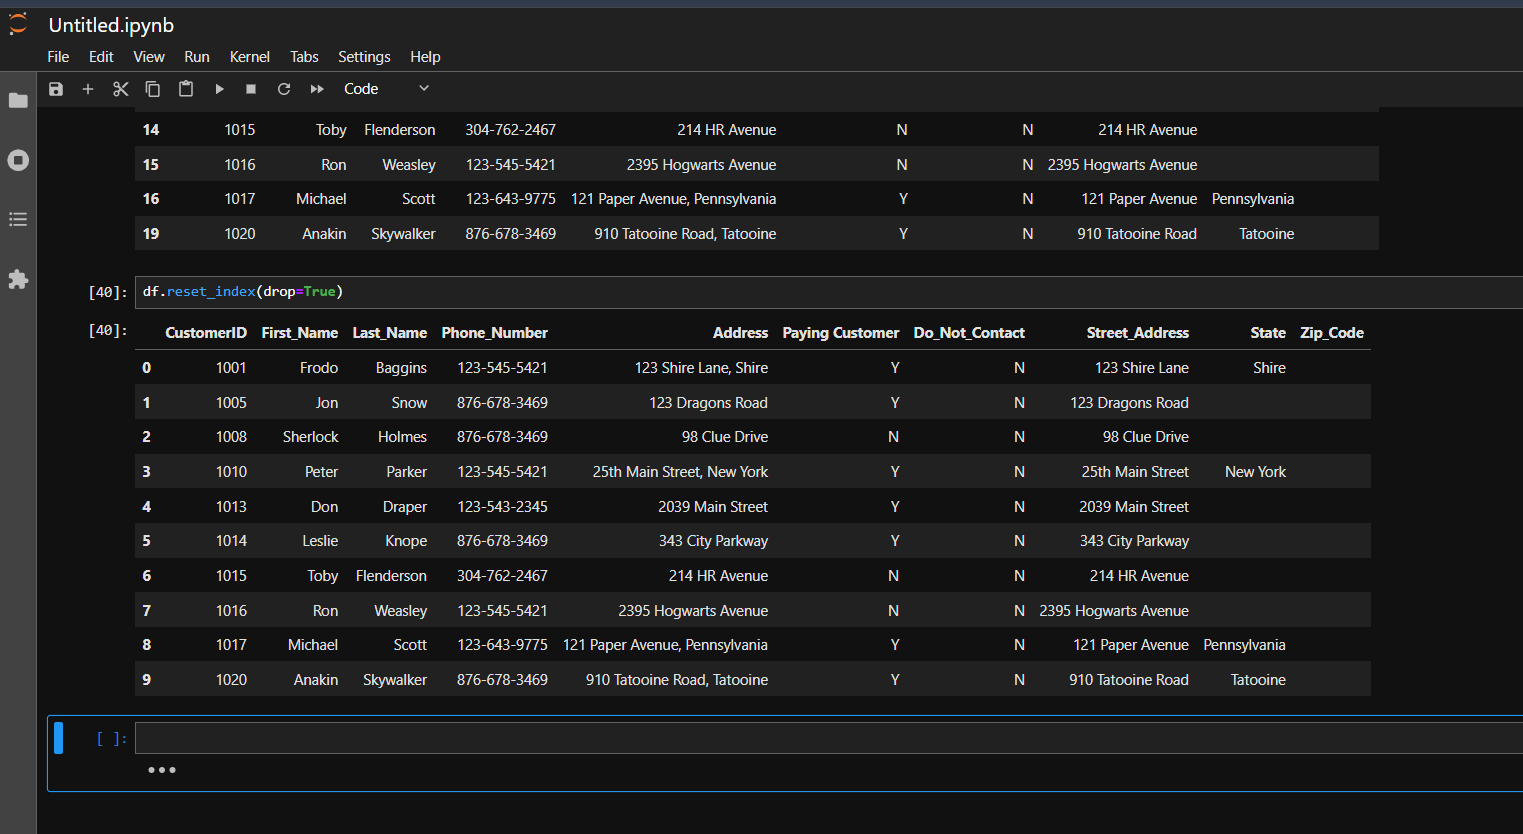 Untitled.ipynb
File Edit View Run Kernel Tabs Settings Help
Code
14 1015 Toby Flenderson 304-762-2467 214 HR Avenue N N 214 HR Avenue
15 1016 Ron Weasley 123-545-5421 2395 Hogwarts Avenue N N 2395 Hogwarts Avenue
16 1017 Michael Scott 123-643-9775 121 Paper Avenue, Pennsylvania Y N 121 Paper Avenue Pennsylvania
19 1020 Anakin Skywalker 876-678-3469 910 Tatooine Road, Tatooine Y N 910 Tatooine Road Tatooine
[40]: df.reset_index(drop=True)
[40]: CustomerID First_Name Last_Name Phone_Number Address Paying Customer Do_Not_Contact Street_Address State Zip_Code
0 1001 Frodo Baggins 123-545-5421 123 Shire Lane, Shire Y N 123 Shire Lane Shire
1 1005 Jon Snow 876-678-3469 123 Dragons Road Y N 123 Dragons Road
2 1008 Sherlock Holmes 876-678-3469 98 Clue Drive N N 98 Clue Drive
3 1010 Peter Parker 123-545-5421 25th Main Street, New York Y N 25th Main Street New York
4 1013 Don Draper 123-543-2345 2039 Main Street Y N 2039 Main Street
5 1014 Leslie Knope 876-678-3469 343 City Parkway Y N 343 City Parkway
6 1015 Toby Flenderson 304-762-2467 214 HR Avenue N N 214 HR Avenue
7 1016 Ron Weasley 123-545-5421 2395 Hogwarts Avenue N N 2395 Hogwarts Avenue
8 1017 Michael Scott 123-643-9775 121 Paper Avenue, Pennsylvania Y N 121 Paper Avenue Pennsylvania
9 1020 Anakin Skywalker 876-678-3469 910 Tatooine Road, Tatooine Y N 910 Tatooine Road Tatooine
[ ]: